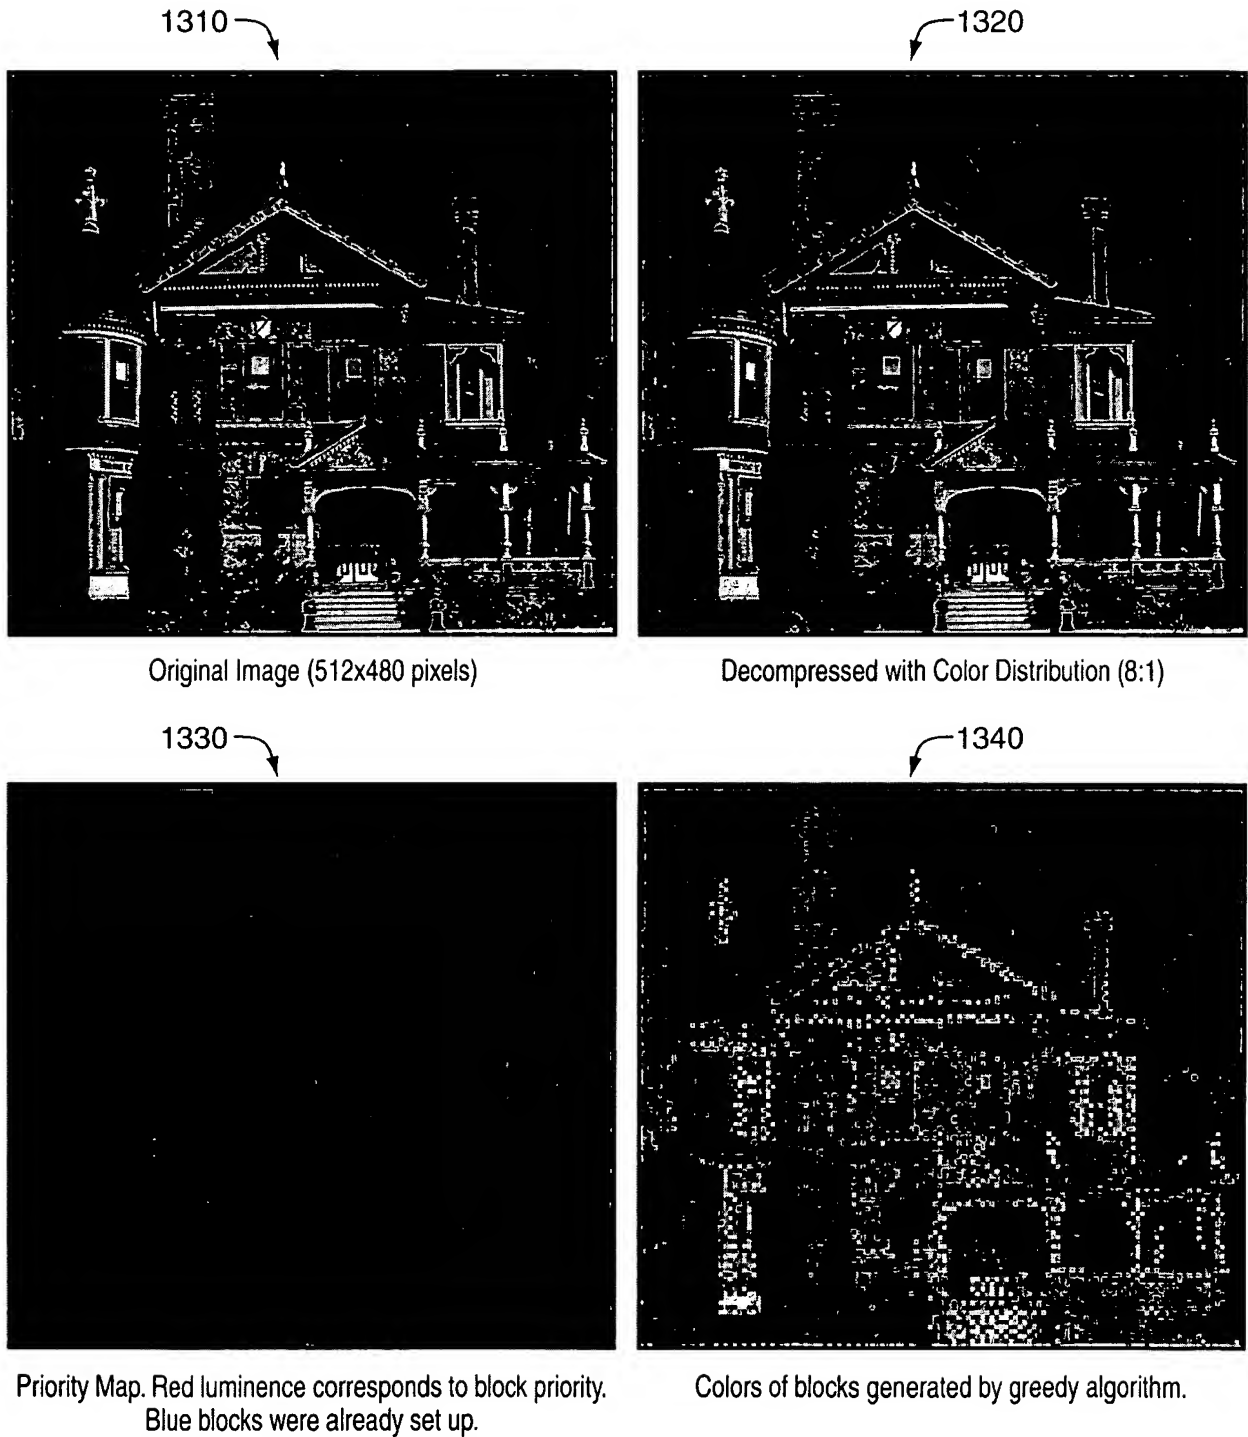 1310
1320
Original Image (512x480 pixels)
Decompressed with Color Distribution (8:1)
1330
1340
Priority Map. Red luminence corresponds to block priority.
Blue blocks were already set up.
Colors of blocks generated by greedy algorithm.